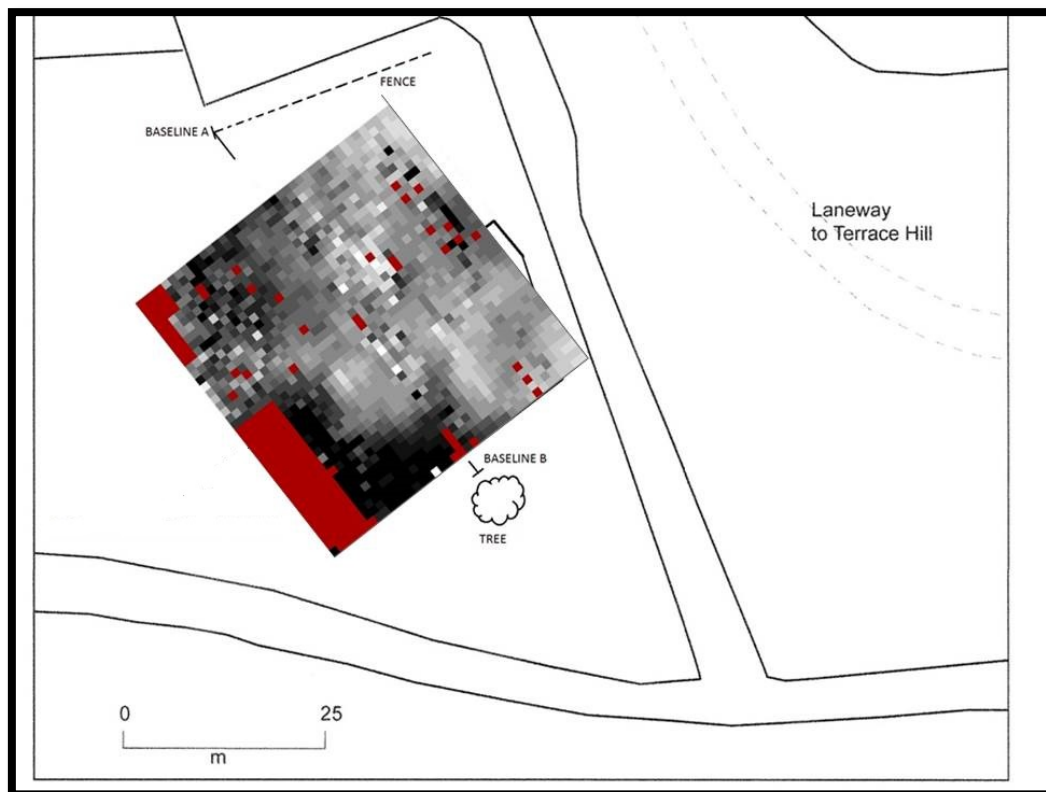 FENCE
BASELINE A
Laneway
to Terrace Hill
BASELINE B
TREE
0 25
m